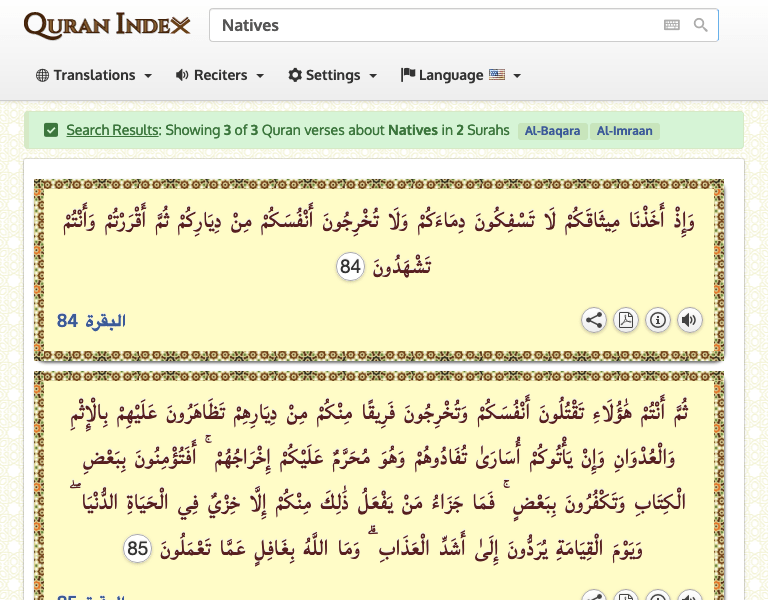 QURAN INDEX
Natives
Translations
Reciters
Settings
Language
Search Results: Showing 3 of 3 Quran verses about Natives in 2 Surahs Al-Baqara Al-Imraan
وَإِذْ أَخَذْنَا مِيثَاقَكُمْ لَا تَسْفِكُونَ دِمَاءَكُمْ وَلَا تُخْرِجُونَ أَنْفُسَكُمْ مِنْ دِيَارِكُمْ ثُمَّ أَقْرَرْتُمْ وَأَنْتُمْ
تَشْهَدُونَ 84
البقرة 84
ثُمَّ أَنْتُمْ هَٰؤُلَاءِ تَقْتُلُونَ أَنْفُسَكُمْ وَتُخْرِجُونَ فَرِيقًا مِنْكُمْ مِنْ دِيَارِهِمْ تَظَاهَرُونَ عَلَيْهِمْ بِالْإِثْمِ
وَالْعُدْوَانِ وَإِنْ يَأْتُوكُمْ أُسَارَىٰ تُفَادُوهُمْ وَهُوَ مُحَرَّمٌ عَلَيْكُمْ إِخْرَاجُهُمْ ۚ أَفَتُؤْمِنُونَ بِبَعْضِ
الْكِتَابِ وَتَكْفُرُونَ بِبَعْضٍ ۚ فَمَا جَزَاءُ مَنْ يَفْعَلُ ذَٰلِكَ مِنْكُمْ إِلَّا خِزْيٌ فِي الْحَيَاةِ الدُّنْيَا ۖ
وَيَوْمَ الْقِيَامَةِ يُرَدُّونَ إِلَىٰ أَشَدِّ الْعَذَابِ ۗ وَمَا اللَّهُ بِغَافِلٍ عَمَّا تَعْمَلُونَ 85